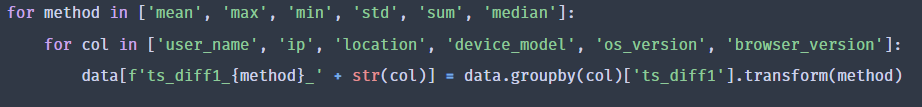 for method in ['mean', 'max', 'min', 'std', 'sum', 'median']:
    for col in ['user_name', 'ip', 'location', 'device_model', 'os_version', 'browser_version']:
        data[f'ts_diff1_{method}_' + str(col)] = data.groupby(col)['ts_diff1'].transform(method)